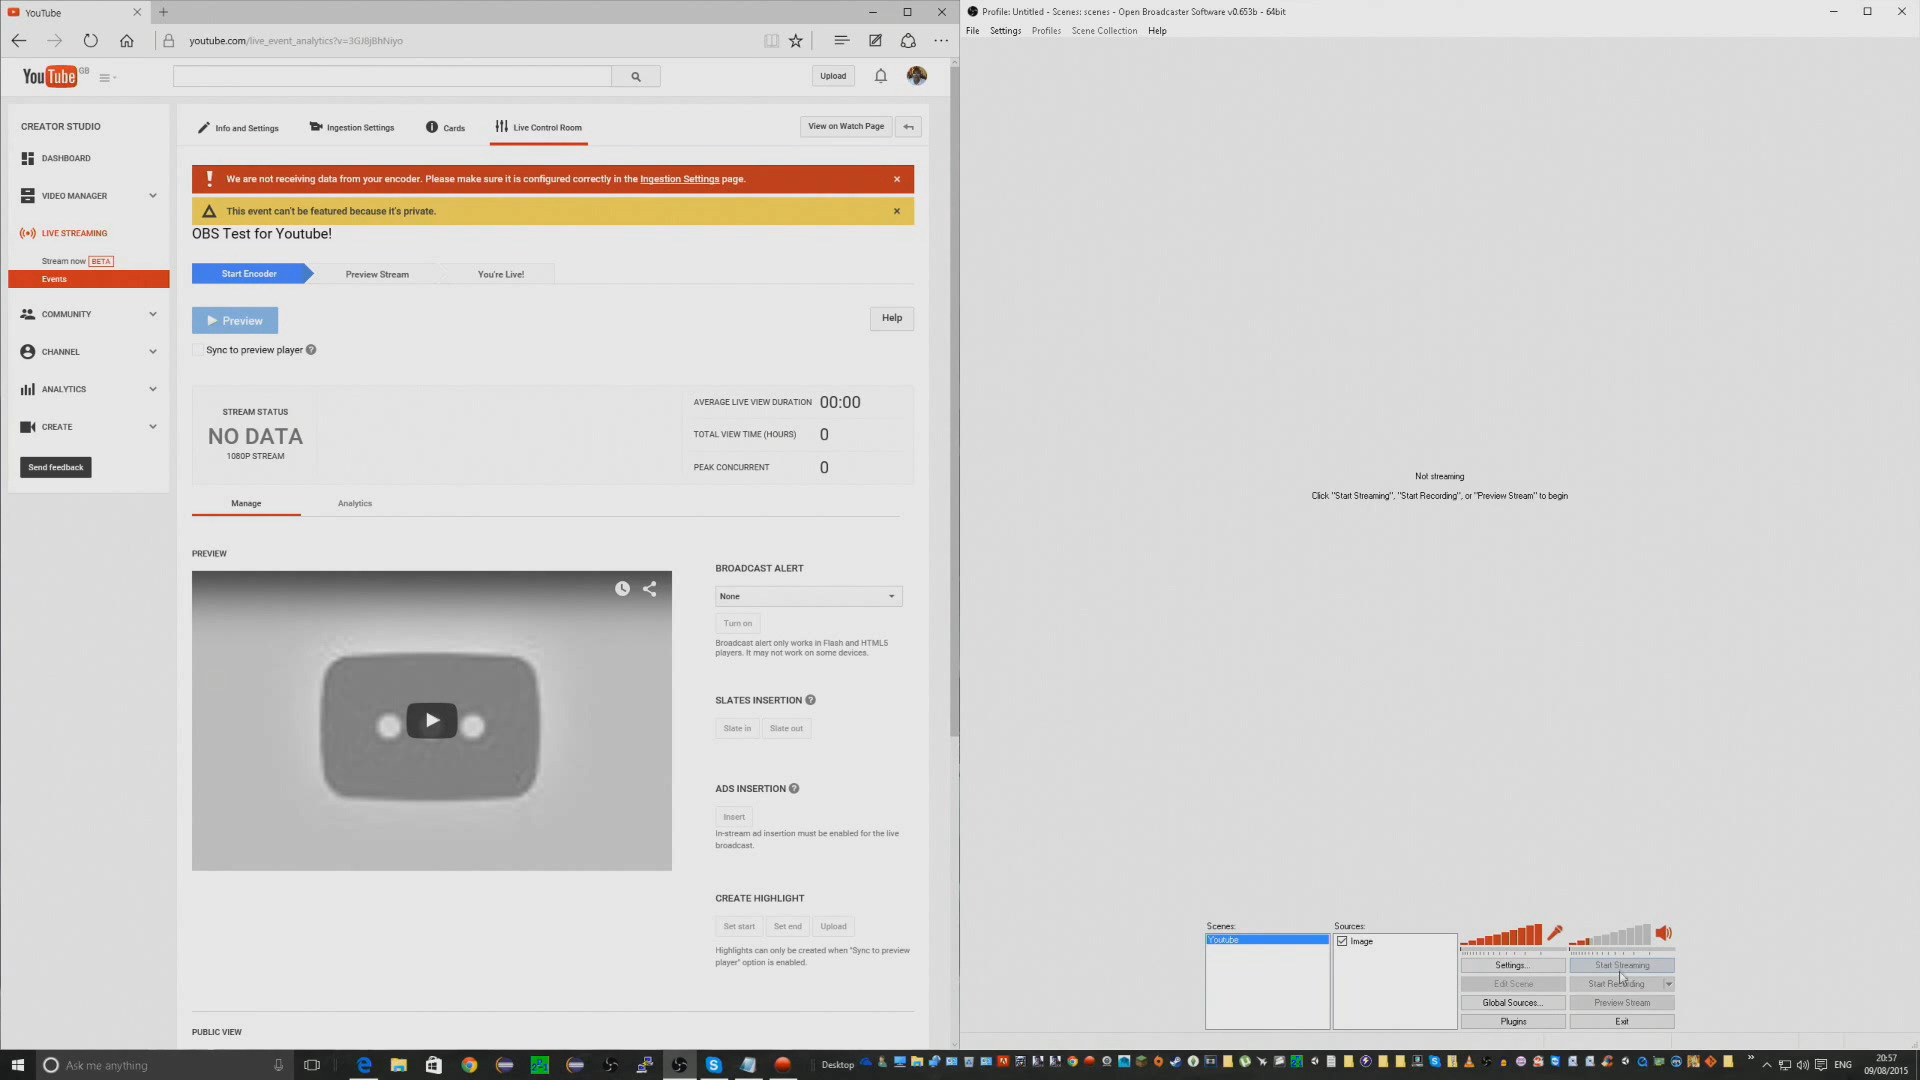 YouTube
youtube.com/live_event_analytics?v=3GJ8jBhNiyo
YouTube GB
Upload
CREATOR STUDIO
DASHBOARD
VIDEO MANAGER
LIVE STREAMING
Stream now BETA
Events
COMMUNITY
CHANNEL
ANALYTICS
CREATE
Send feedback
Info and Settings
Ingestion Settings
Cards
Live Control Room
View on Watch Page
We are not receiving data from your encoder. Please make sure it is configured correctly in the Ingestion Settings page.
This event can't be featured because it's private.
OBS Test for Youtube!
Start Encoder
Preview Stream
You're Live!
Preview
Help
Sync to preview player
STREAM STATUS
NO DATA
1080P STREAM
AVERAGE LIVE VIEW DURATION 00:00
TOTAL VIEW TIME (HOURS) 0
PEAK CONCURRENT 0
Manage
Analytics
PREVIEW
BROADCAST ALERT
None
Turn on
Broadcast alert only works in Flash and HTML5
players. It may not work on some devices.
SLATES INSERTION
Slate in
Slate out
ADS INSERTION
Insert
In-stream ad insertion must be enabled for the live
broadcast.
CREATE HIGHLIGHT
Set start
Set end
Upload
Highlights can only be created when "Sync to preview
player" option is enabled.
PUBLIC VIEW
Profile: Untitled - Scenes: scenes - Open Broadcaster Software v0.653b - 64bit
File Settings Profiles Scene Collection Help
Not streaming
Click "Start Streaming", "Start Recording", or "Preview Stream" to begin
Scenes:
Youtube
Sources:
Image
Settings...
Start Streaming
Edit Scene
Start Recording
Global Sources...
Preview Stream
Plugins
Exit
Ask me anything
Desktop
ENG
20:57
09/08/2015